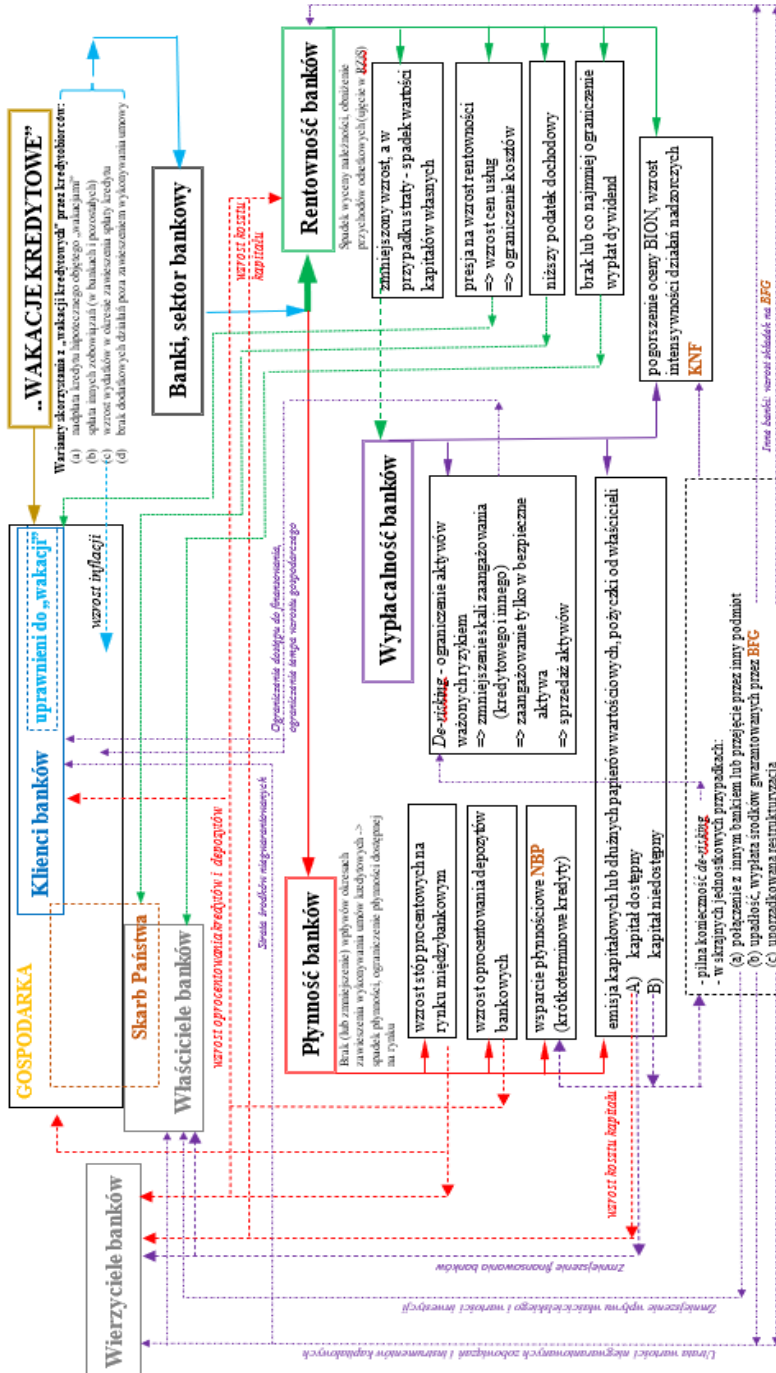 „WAKACJE KREDYTOWE”
Warianty skorzystania z „wakacji kredytowych” przez kredytobiorców:
(a) nadpłata kredytu hipotecznego objętego „wakacjami”
(b) spłata innych zobowiązań (w bankach i pozostałych)
(c) wzrost wydatków w okresie zawieszenia spłaty kredytu
(d) brak dodatkowych działań poza zawieszeniem wykonywania umowy
GOSPODARKA
Klienci banków
uprawnieni do „wakacji”
wzrost inflacji
Skarb Państwa
Właściciele banków
Wierzyciele banków
Banki, sektor bankowy
wzrost oprocentowania kredytów i depozytów
Strata środków niegwarantowanych
Ograniczenia dostępu do finansowania,
ograniczenia tempa wzrostu gospodarczego
wzrost kosztu
kapitału
Płynność banków
Brak (lub zmniejszenie) wpływów okresach
zawieszenia wykonywania umów kredytowych ->
spadek płynności, ograniczenie płynności dostępnej
na rynku
wzrost stóp procentowych na
rynku międzybankowym
wzrost oprocentowania depozytów
bankowych
wsparcie płynnościowe NBP
(krótkoterminowe kredyty)
emisja kapitałowych lub dłużnych papierów wartościowych, pożyczki od właścicieli
A) kapitał dostępny
B) kapitał niedostępny
wzrost kosztu kapitału
Rentowność banków
Spadek wyceny należności, obniżenie
przychodów odsetkowych (ujęcie w RZiS)
zmniejszony wzrost, a w
przypadku straty - spadek wartości
kapitałów własnych
presja na wzrost rentowności
=> wzrost cen usług
=> ograniczenie kosztów
niższy podatek dochodowy
brak lub co najmniej ograniczenie
wypłat dywidend
pogorszenie oceny BION, wzrost
intensywności działań nadzorczych
KNF
Wypłacalność banków
De-risking - ograniczenie aktywów
ważonych ryzykiem
=> zmniejszenie skali zaangażowania
(kredytowego i innego)
=> zaangażowanie tylko w bezpieczne
aktywa
=> sprzedaż aktywów
- pilna konieczność de-risking
- w skrajnych jednostkowych przypadkach:
(a) połączenie z innym bankiem lub przejęcie przez inny podmiot
(b) upadłość, wypłata środków gwarantowanych przez BFG
(c) uporządkowana restrukturyzacja
Inne banki: wzrost składek na BFG
Zmniejszenie finansowania banków
Zmniejszenie wpływu właścicielskiego i wartości inwestycji
Utrata wartości niegwarantowanych zobowiązań i instrumentów kapitałowych